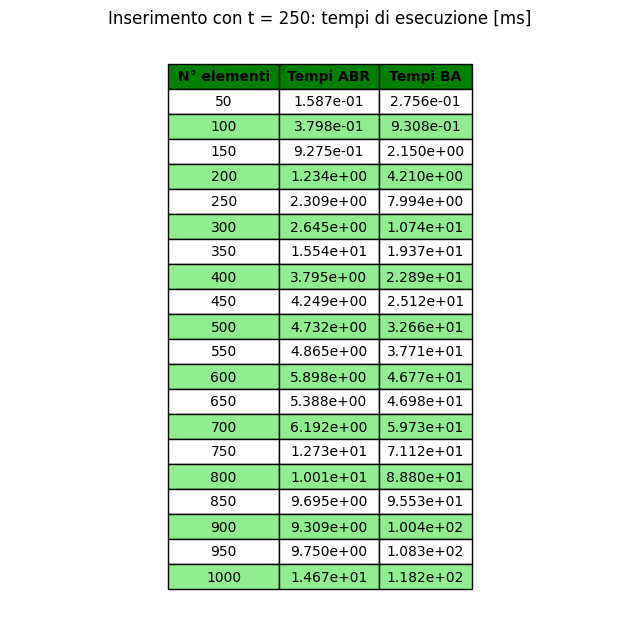 Inserimento con t = 250: tempi di esecuzione [ms]
N° elementi Tempi ABR Tempi BA
50 1.587e-01 2.756e-01
100 3.798e-01 9.308e-01
150 9.275e-01 2.150e+00
200 1.234e+00 4.210e+00
250 2.309e+00 7.994e+00
300 2.645e+00 1.074e+01
350 1.554e+01 1.937e+01
400 3.795e+00 2.289e+01
450 4.249e+00 2.512e+01
500 4.732e+00 3.266e+01
550 4.865e+00 3.771e+01
600 5.898e+00 4.677e+01
650 5.388e+00 4.698e+01
700 6.192e+00 5.973e+01
750 1.273e+01 7.112e+01
800 1.001e+01 8.880e+01
850 9.695e+00 9.553e+01
900 9.309e+00 1.004e+02
950 9.750e+00 1.083e+02
1000 1.467e+01 1.182e+02